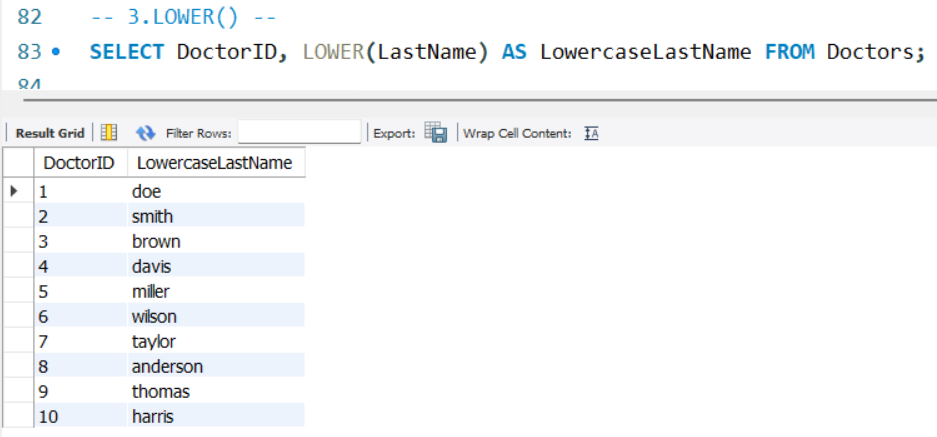 82 -- 3.LOWER() --
83 SELECT DoctorID, LOWER(LastName) AS LowercaseLastName FROM Doctors;
84
Result Grid Filter Rows: Export: Wrap Cell Content:
DoctorID LowercaseLastName
1 doe
2 smith
3 brown
4 davis
5 miller
6 wilson
7 taylor
8 anderson
9 thomas
10 harris